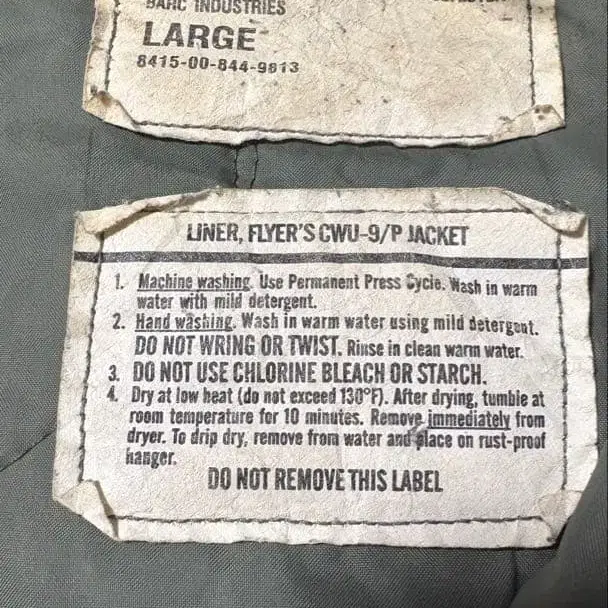 BARC INDUSTRIES
LARGE
8415-00-844-9813
LINER, FLYER'S CWU-9/P JACKET
1. Machine washing. Use Permanent Press Cycle. Wash in warm
water with mild detergent.
2. Hand washing. Wash in warm water using mild detergent.
DO NOT WRING OR TWIST. Rinse in clean warm water.
3. DO NOT USE CHLORINE BLEACH OR STARCH.
4. Dry at low heat (do not exceed 130°F). After drying, tumble at
room temperature for 10 minutes. Remove immediately from
dryer. To drip dry, remove from water and place on rust-proof
hanger.
DO NOT REMOVE THIS LABEL